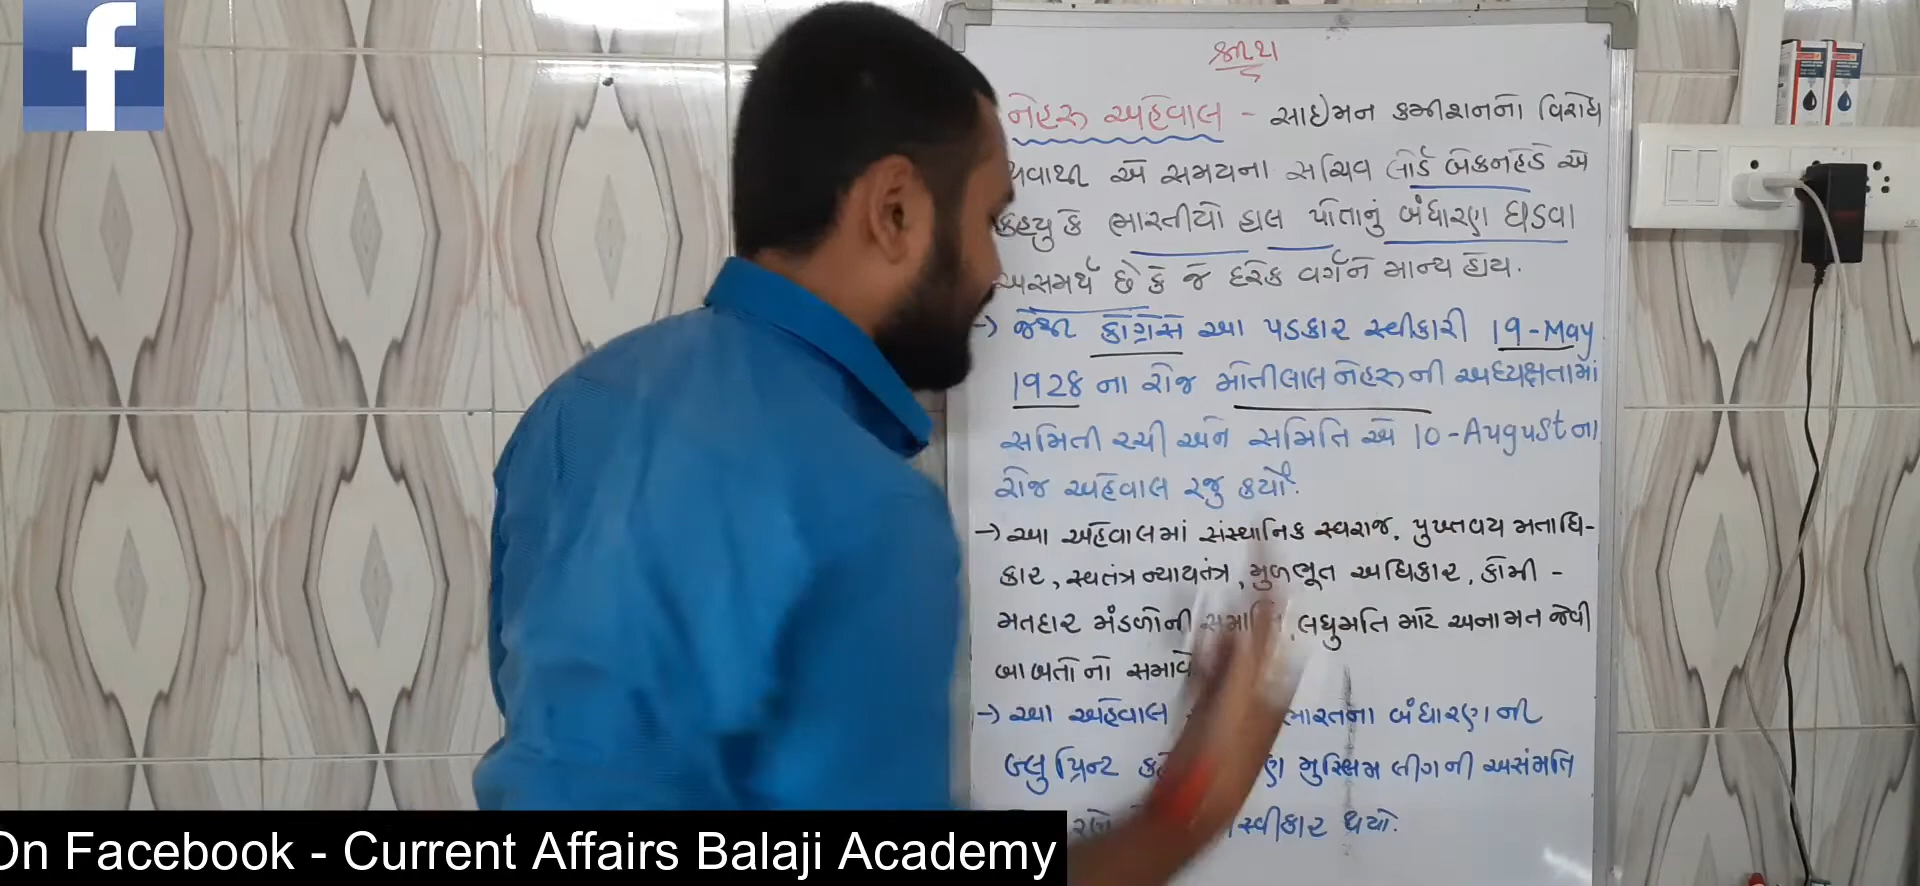 નેહરુ અહેવાલ - સાઇમન કમીશનનો વિરોધ
થવાથી એ સમયના સચિવ લોર્ડ બેકનહેડે એ
કહ્યુ કે ભારતીયો હાલ પોતાનું બંધારણ ઘડવા
અસમર્થ છે કે જે દરેક વર્ગને માન્ય હોય.
-> જેથી કોંગ્રેસે આ પડકાર સ્વીકારી 19-May
1928 ના રોજ મોતીલાલ નેહરુની અધ્યક્ષતામાં
સમિતી રચી અને સમિતિ એ 10-August ના
રોજ અહેવાલ રજુ કર્યો.
-> આ અહેવાલમાં સંસ્થાનિક સ્વરાજ, પુખ્તવય મતાધિ-
કાર, સ્વતંત્ર ન્યાયતંત્ર, મુળભૂત અધિકાર, કોમી -
મતદાર મંડળોની લઘુમતિ માટે અનામત જેવી
બાબતોનો
-> આ અહેવાલ ભારતના બંધારણની
બ્લુ પ્રિન્ટ મુસ્લિમ લીગની અસંમતિ
થયો.
On Facebook - Current Affairs Balaji Academy